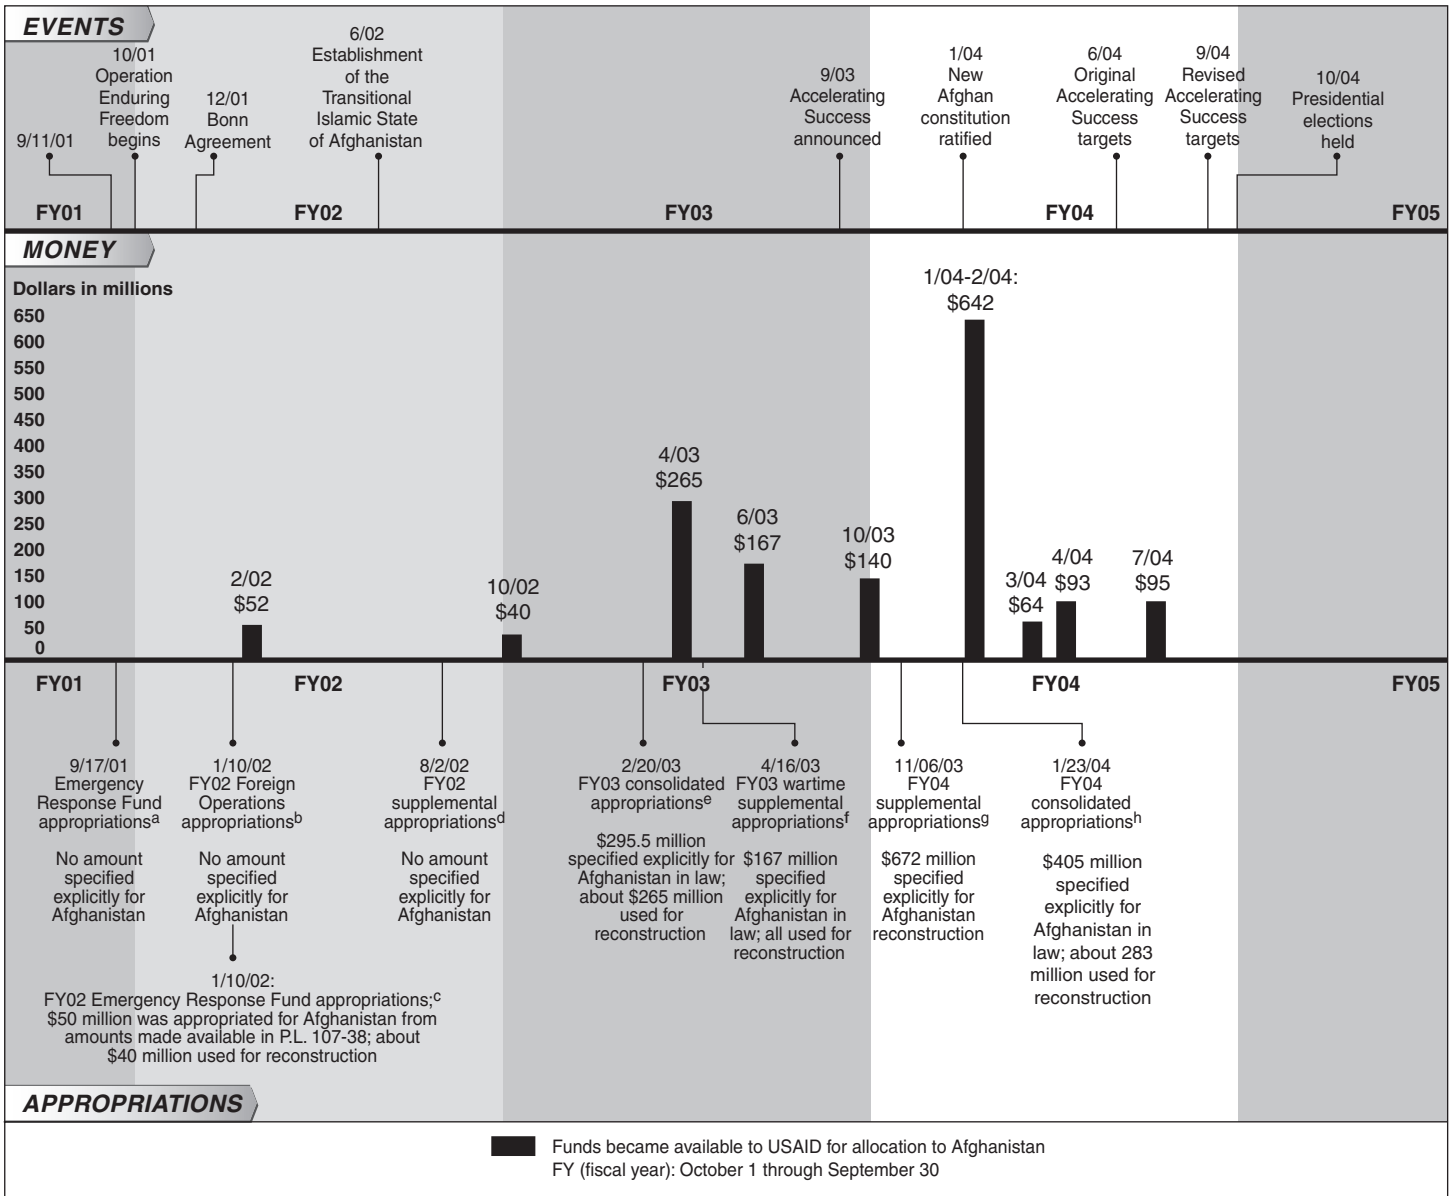 EVENTS
9/11/01
10/01
Operation
Enduring
Freedom
begins
12/01
Bonn
Agreement
6/02
Establishment
of the
Transitional
Islamic State
of Afghanistan
9/03
Accelerating
Success
announced
1/04
New
Afghan
constitution
ratified
6/04
Original
Accelerating
Success
targets
9/04
Revised
Accelerating
Success
targets
10/04
Presidential
elections
held
FY01
FY02
FY03
FY04
FY05
MONEY
Dollars in millions
650
600
550
500
450
400
350
300
250
200
150
100
50
0
2/02
$52
10/02
$40
4/03
$265
6/03
$167
10/03
$140
1/04-2/04:
$642
3/04
$64
4/04
$93
7/04
$95
FY01
FY02
FY03
FY04
FY05
9/17/01
Emergency
Response Fund
appropriationsa
No amount
specified
explicitly for
Afghanistan
1/10/02
FY02 Foreign
Operations
appropriationsb
No amount
specified
explicitly for
Afghanistan
1/10/02:
FY02 Emergency Response Fund appropriations;c
$50 million was appropriated for Afghanistan from
amounts made available in P.L. 107-38; about
$40 million used for reconstruction
8/2/02
FY02
supplemental
appropriationsd
No amount
specified
explicitly for
Afghanistan
2/20/03
FY03 consolidated
appropriationse
$295.5 million
specified explicitly for
Afghanistan in law;
about $265 million
used for
reconstruction
4/16/03
FY03 wartime
supplemental
appropriationsf
$167 million
specified
explicitly for
Afghanistan in
law; all used for
reconstruction
11/06/03
FY04
supplemental
appropriationsg
$672 million
specified
explicitly for
Afghanistan
reconstruction
1/23/04
FY04
consolidated
appropriationsh
$405 million
specified
explicitly for
Afghanistan in
law; about 283
million used for
reconstruction
APPROPRIATIONS
Funds became available to USAID for allocation to Afghanistan
FY (fiscal year): October 1 through September 30